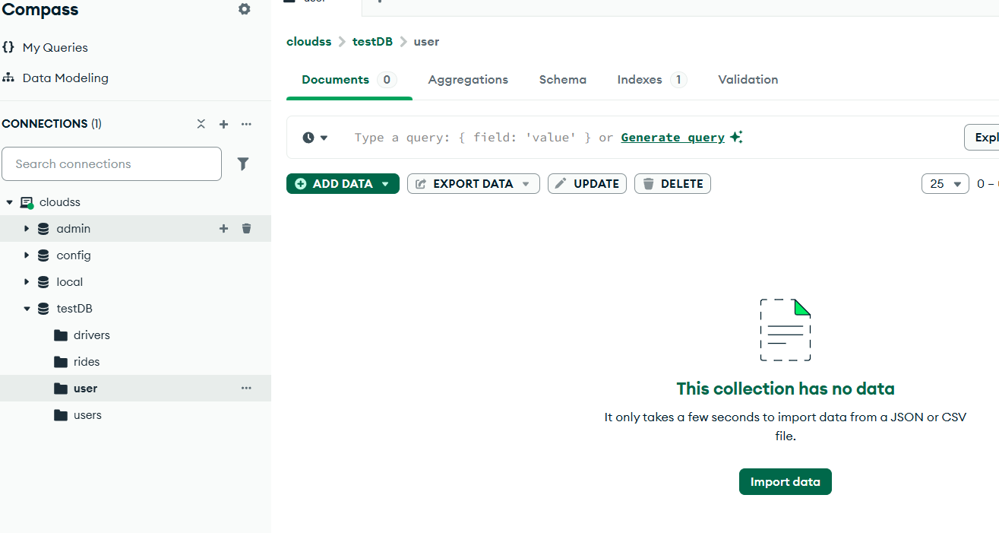 Compass
My Queries
Data Modeling
CONNECTIONS (1)
Search connections
cloudss
admin
config
local
testDB
drivers
rides
user
users
cloudss > testDB > user
Documents 0 Aggregations Schema Indexes 1 Validation
Type a query: { field: 'value' } or Generate query
Expl
ADD DATA EXPORT DATA UPDATE DELETE 25 0 –
This collection has no data
It only takes a few seconds to import data from a JSON or CSV
file.
Import data